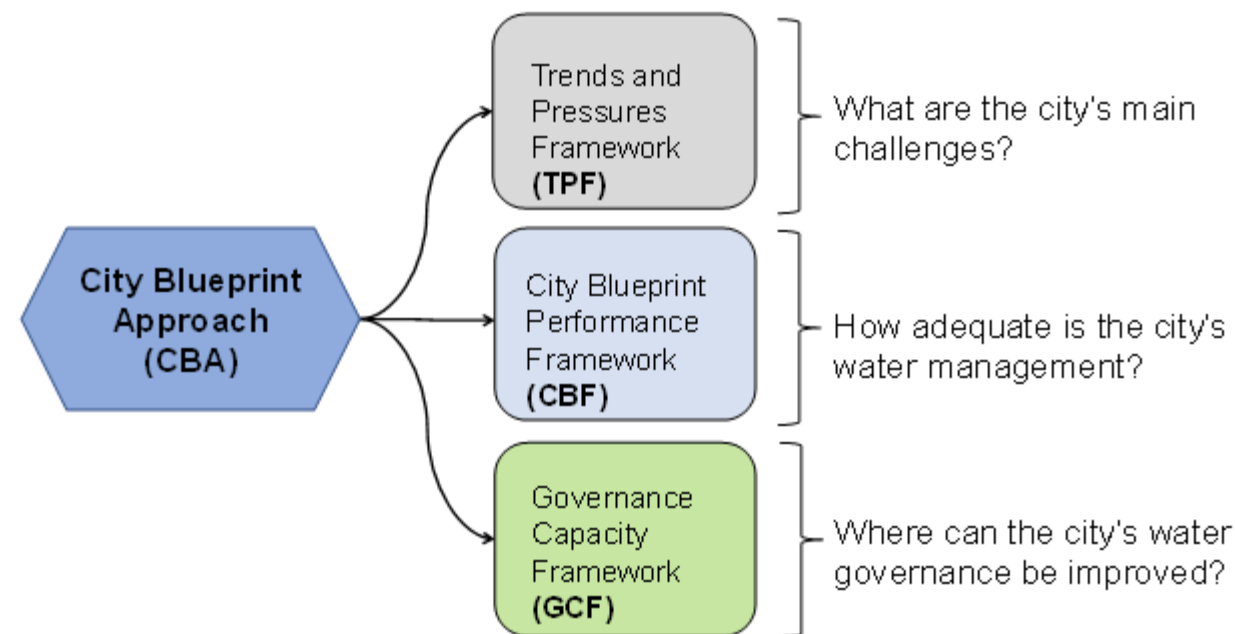 City Blueprint
Approach
(CBA)
Trends and
Pressures
Framework
(TPF)
What are the city's main
challenges?
City Blueprint
Performance
Framework
(CBF)
How adequate is the city's
water management?
Governance
Capacity
Framework
(GCF)
Where can the city's water
governance be improved?